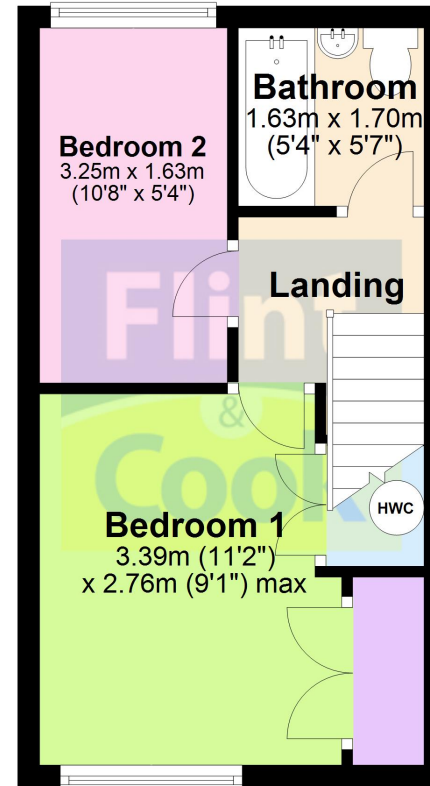 Bathroom
1.63m x 1.70m
(5'4" x 5'7")
Bedroom 2
3.25m x 1.63m
(10'8" x 5'4")
Landing
Flint
&
Cook
HWC
Bedroom 1
3.39m (11'2")
x 2.76m (9'1") max